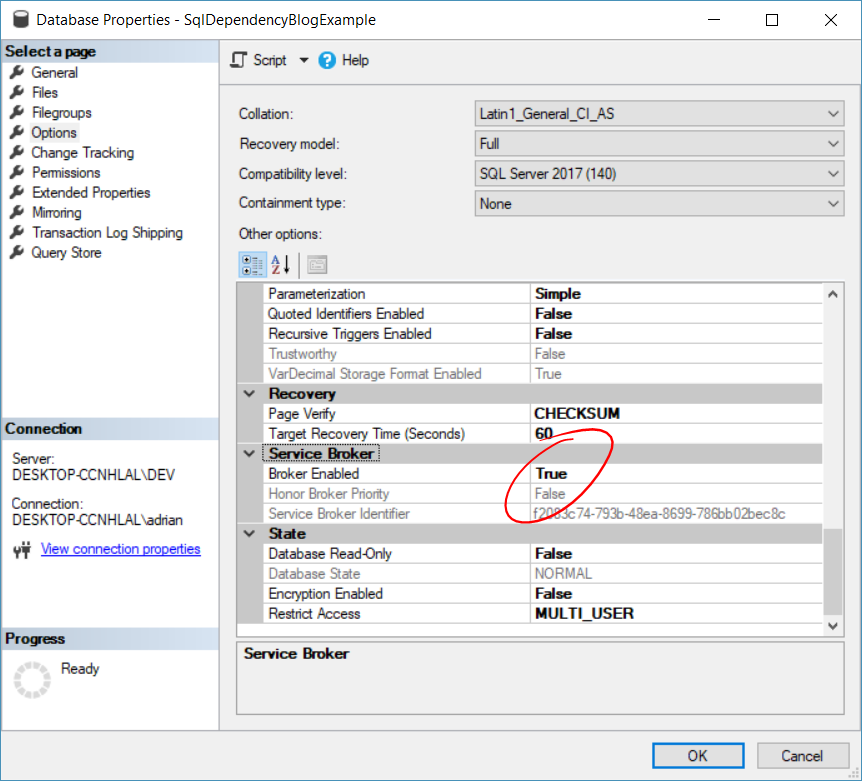 Database Properties - SqlDependencyBlogExample
Select a page
General
Files
Filegroups
Options
Change Tracking
Permissions
Extended Properties
Mirroring
Transaction Log Shipping
Query Store
Connection
Server:
DESKTOP-CCNHLAL\DEV
Connection:
DESKTOP-CCNHLAL\adrian
View connection properties
Progress
Ready
Script
Help
Collation: Latin1_General_CI_AS
Recovery model: Full
Compatibility level: SQL Server 2017 (140)
Containment type: None
Other options:
Parameterization Simple
Quoted Identifiers Enabled False
Recursive Triggers Enabled False
Trustworthy False
VarDecimal Storage Format Enabled True
Recovery
Page Verify CHECKSUM
Target Recovery Time (Seconds) 60
Service Broker
Broker Enabled True
Honor Broker Priority False
Service Broker Identifier f2083c74-793b-48ea-8699-786bb02bec8c
State
Database Read-Only False
Database State NORMAL
Encryption Enabled False
Restrict Access MULTI_USER
Service Broker
OK
Cancel